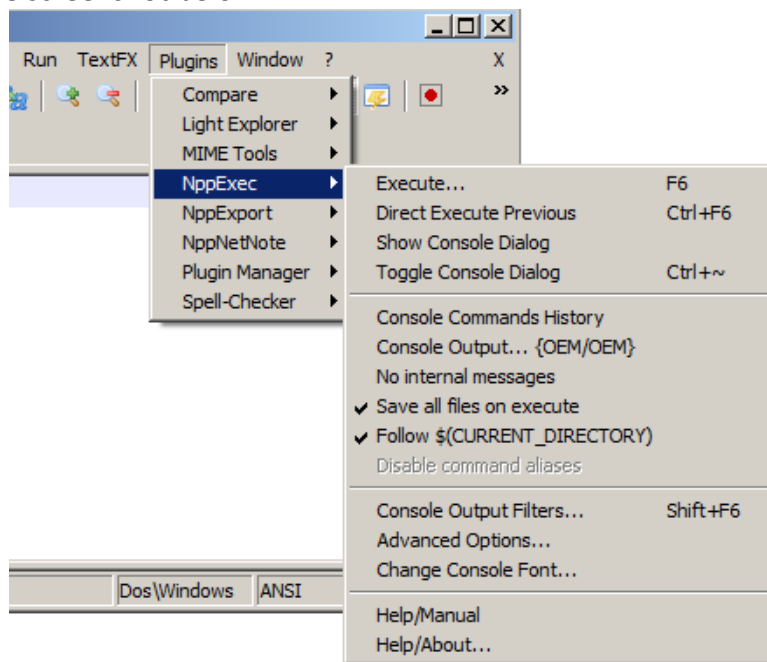 Run TextFX Plugins Window ? X
Compare
Light Explorer
MIME Tools
NppExec
NppExport
NppNetNote
Plugin Manager
Spell-Checker
Execute... F6
Direct Execute Previous Ctrl+F6
Show Console Dialog
Toggle Console Dialog Ctrl+~
Console Commands History
Console Output... {OEM/OEM}
No internal messages
Save all files on execute
Follow $(CURRENT_DIRECTORY)
Disable command aliases
Console Output Filters... Shift+F6
Advanced Options...
Change Console Font...
Help/Manual
Help/About...
Dos\Windows ANSI